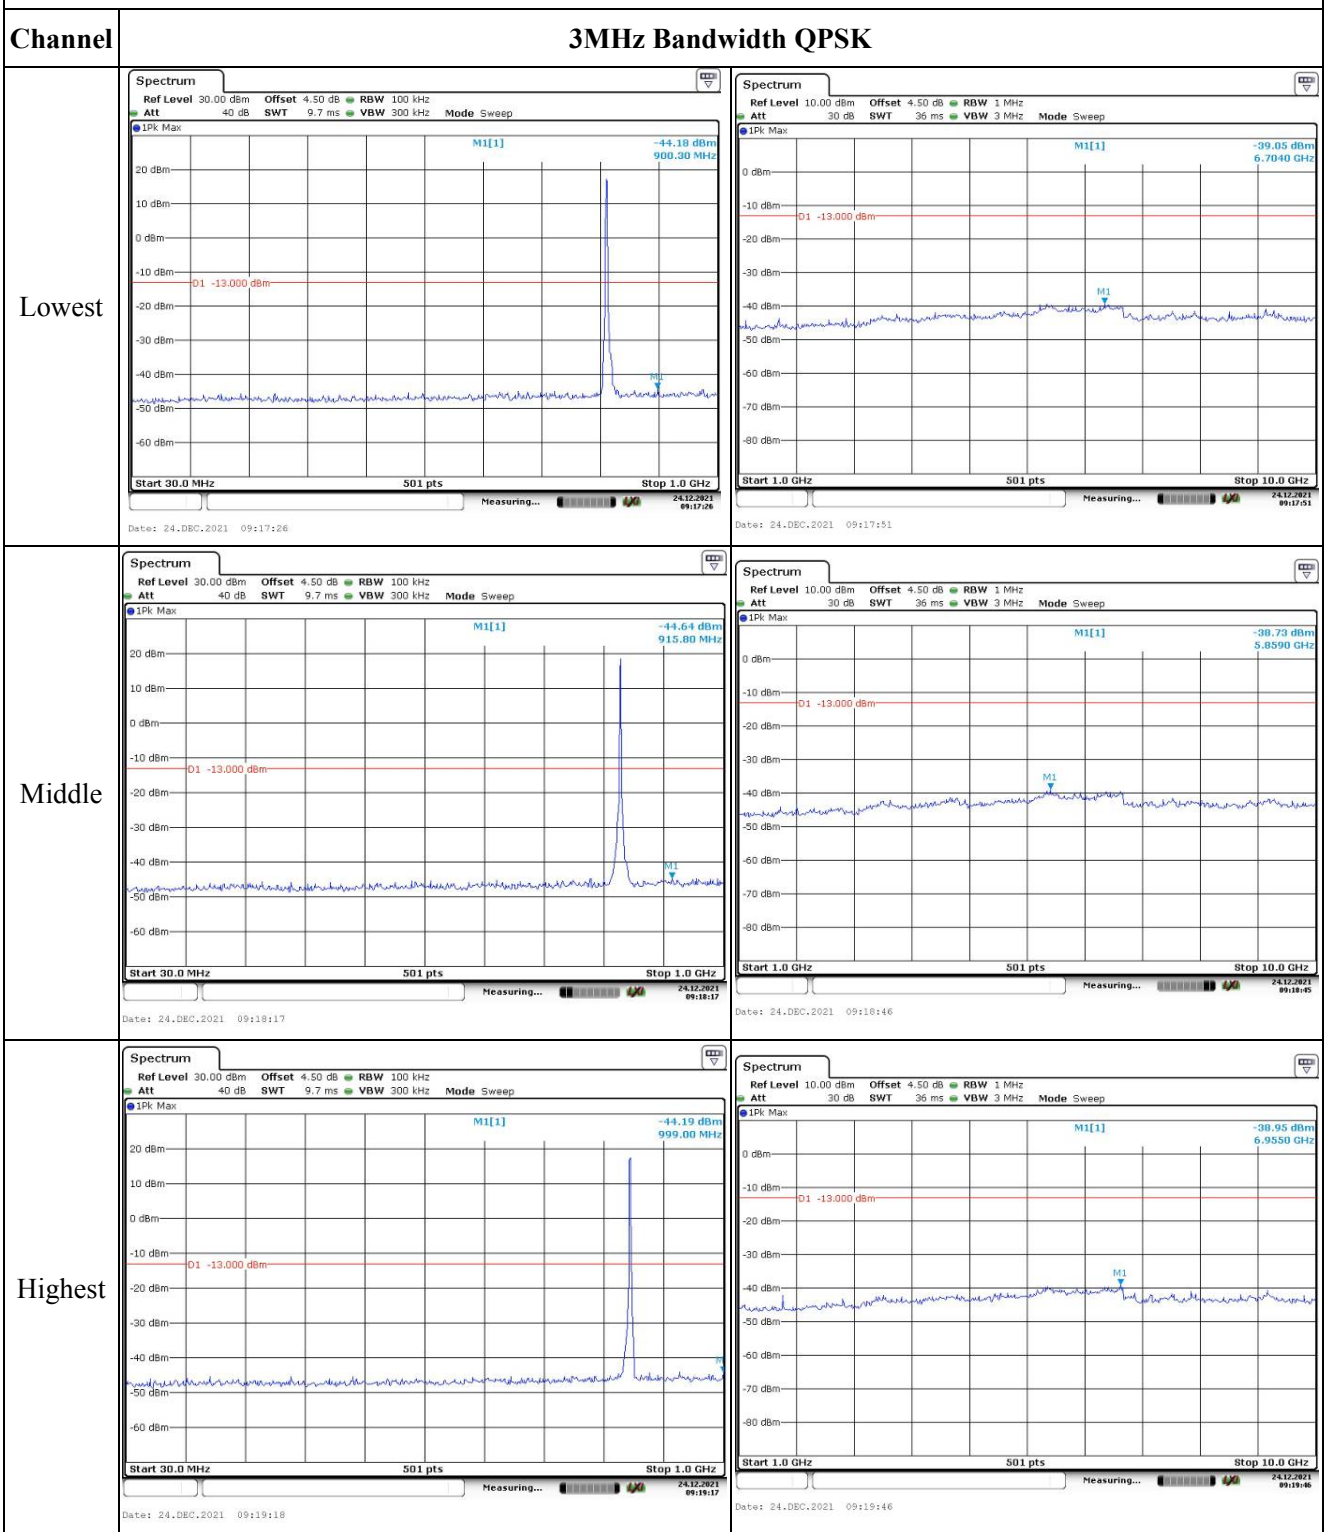 Channel
3MHz Bandwidth QPSK
Lowest
Spectrum
Ref Level 30.00 dBm Offset 4.50 dB RBW 100 kHz
Att 40 dB SWT 9.7 ms VBW 300 kHz Mode Sweep
1Pk Max
M1[1] -44.18 dBm
900.30 MHz
20 dBm
10 dBm
0 dBm
-10 dBm
D1 -13.000 dBm
-20 dBm
-30 dBm
-40 dBm
M1
-50 dBm
-60 dBm
Start 30.0 MHz 501 pts Stop 1.0 GHz
Measuring... 24.12.2021
09:17:26
Date: 24.DEC.2021 09:17:26
Spectrum
Ref Level 10.00 dBm Offset 4.50 dB RBW 1 MHz
Att 30 dB SWT 36 ms VBW 3 MHz Mode Sweep
1Pk Max
M1[1] -39.05 dBm
6.7040 GHz
0 dBm
-10 dBm
D1 -13.000 dBm
-20 dBm
-30 dBm
M1
-40 dBm
-50 dBm
-60 dBm
-70 dBm
-80 dBm
Start 1.0 GHz 501 pts Stop 10.0 GHz
Measuring... 24.12.2021
09:17:51
Date: 24.DEC.2021 09:17:51
Middle
Spectrum
Ref Level 30.00 dBm Offset 4.50 dB RBW 100 kHz
Att 40 dB SWT 9.7 ms VBW 300 kHz Mode Sweep
1Pk Max
M1[1] -44.64 dBm
915.80 MHz
20 dBm
10 dBm
0 dBm
-10 dBm
D1 -13.000 dBm
-20 dBm
-30 dBm
-40 dBm
M1
-50 dBm
-60 dBm
Start 30.0 MHz 501 pts Stop 1.0 GHz
Measuring... 24.12.2021
09:18:17
Date: 24.DEC.2021 09:18:17
Spectrum
Ref Level 10.00 dBm Offset 4.50 dB RBW 1 MHz
Att 30 dB SWT 36 ms VBW 3 MHz Mode Sweep
1Pk Max
M1[1] -38.73 dBm
5.8590 GHz
0 dBm
-10 dBm
D1 -13.000 dBm
-20 dBm
-30 dBm
M1
-40 dBm
-50 dBm
-60 dBm
-70 dBm
-80 dBm
Start 1.0 GHz 501 pts Stop 10.0 GHz
Measuring... 24.12.2021
09:18:45
Date: 24.DEC.2021 09:18:46
Highest
Spectrum
Ref Level 30.00 dBm Offset 4.50 dB RBW 100 kHz
Att 40 dB SWT 9.7 ms VBW 300 kHz Mode Sweep
1Pk Max
M1[1] -44.19 dBm
999.00 MHz
20 dBm
10 dBm
0 dBm
-10 dBm
D1 -13.000 dBm
-20 dBm
-30 dBm
-40 dBm
M
-50 dBm
-60 dBm
Start 30.0 MHz 501 pts Stop 1.0 GHz
Measuring... 24.12.2021
09:19:17
Date: 24.DEC.2021 09:19:18
Spectrum
Ref Level 10.00 dBm Offset 4.50 dB RBW 1 MHz
Att 30 dB SWT 36 ms VBW 3 MHz Mode Sweep
1Pk Max
M1[1] -38.95 dBm
6.9550 GHz
0 dBm
-10 dBm
D1 -13.000 dBm
-20 dBm
-30 dBm
M1
-40 dBm
-50 dBm
-60 dBm
-70 dBm
-80 dBm
Start 1.0 GHz 501 pts Stop 10.0 GHz
Measuring... 24.12.2021
09:19:46
Date: 24.DEC.2021 09:19:46